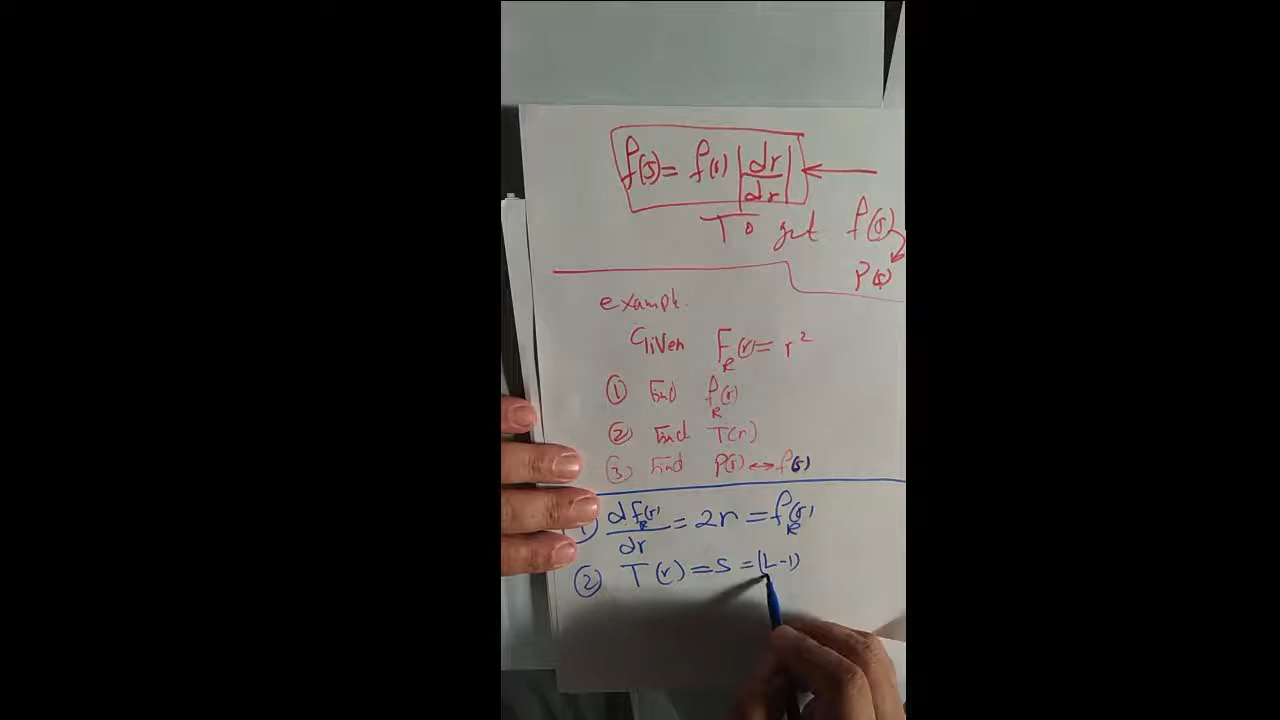 f(s) = f(r) |dr/dr|
To get f(s)
P(s)
example.
Given F_R(r) = r²
① find f_R(r)
② find T(r)
③ find P(s) ↔ f(s)
1) dF_R(r)/dr = 2r = f_R(r)
② T(r) = S = (L-1)